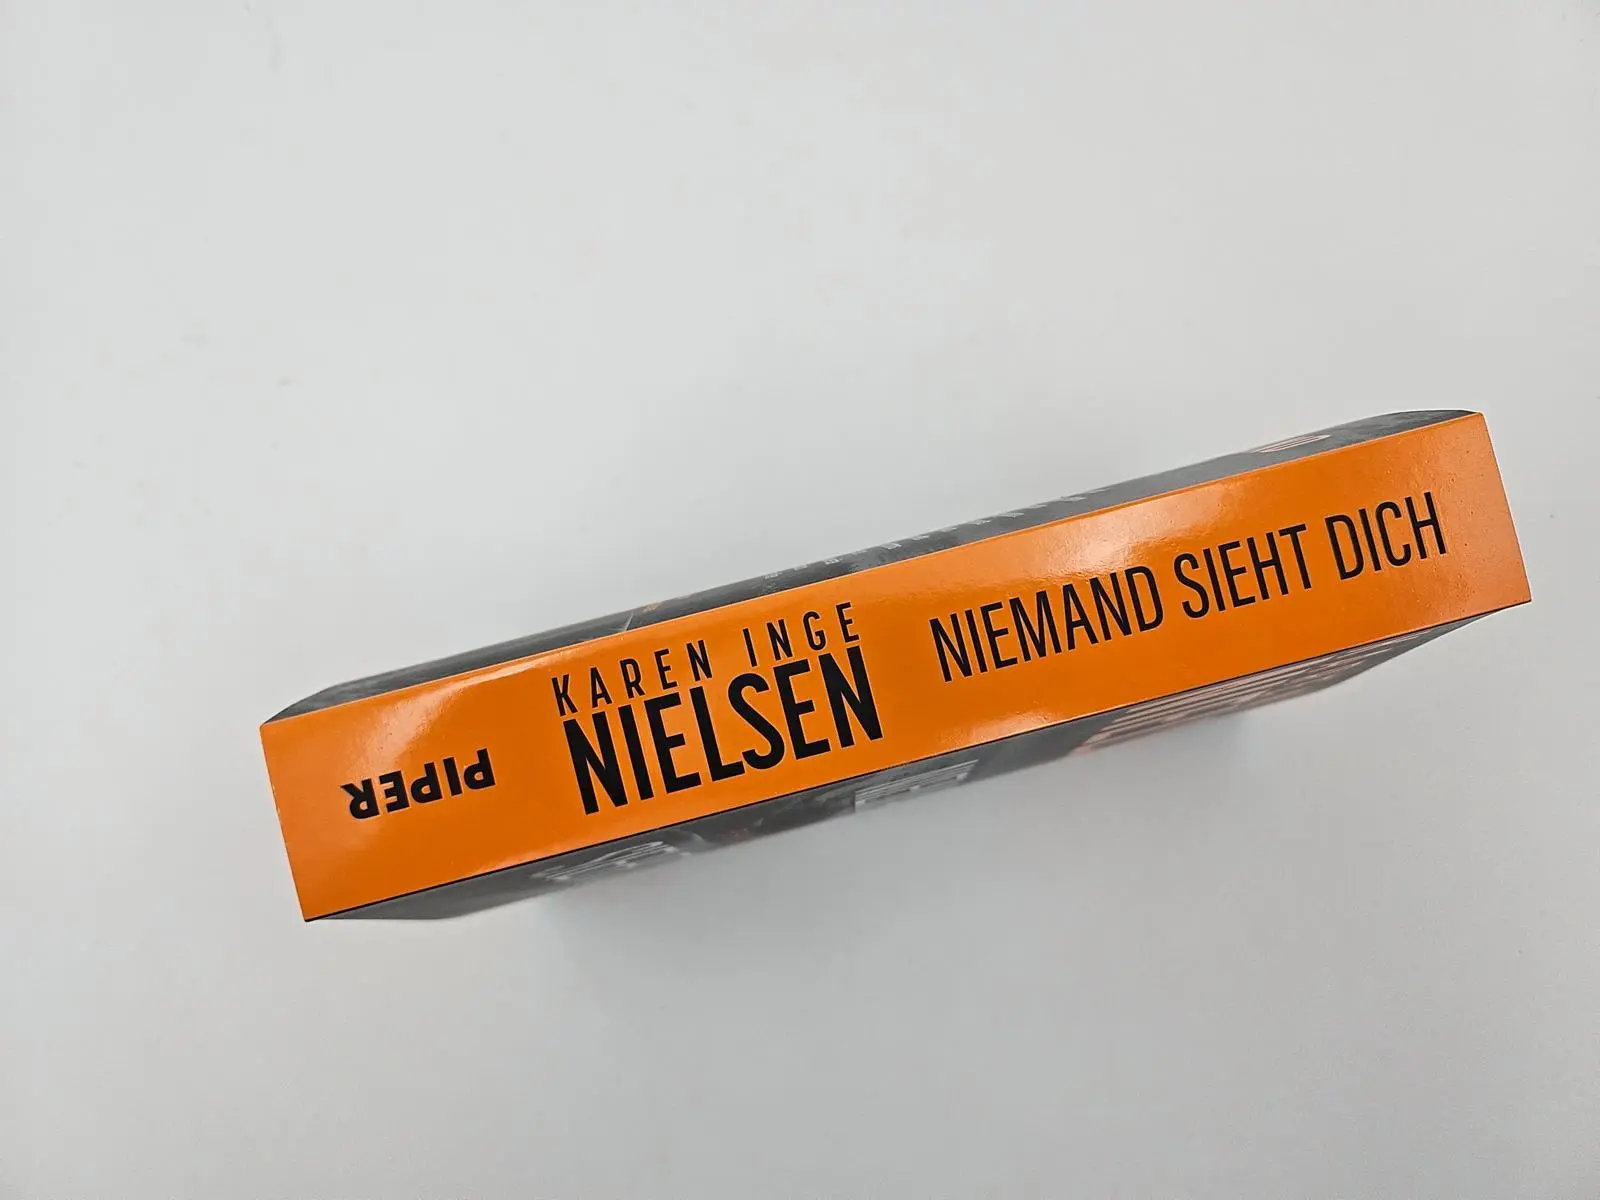 KAREN INGE
NIELSEN
NIEMAND SIEHT DICH
PIPER